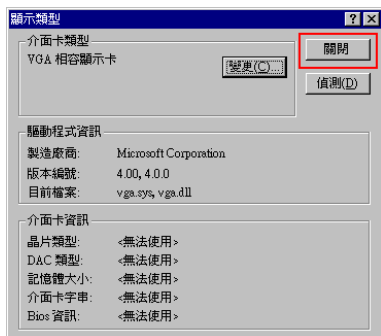 顯示類型
介面卡類型
VGA 相容顯示卡
變更(C)...
關閉
偵測(D)
驅動程式資訊
製造廠商: Microsoft Corporation
版本編號: 4.00, 4.0.0
目前檔案: vga.sys, vga.dll
介面卡資訊
晶片類型: <無法使用>
DAC 類型: <無法使用>
記憶體大小: <無法使用>
介面卡字串: <無法使用>
Bios 資訊: <無法使用>